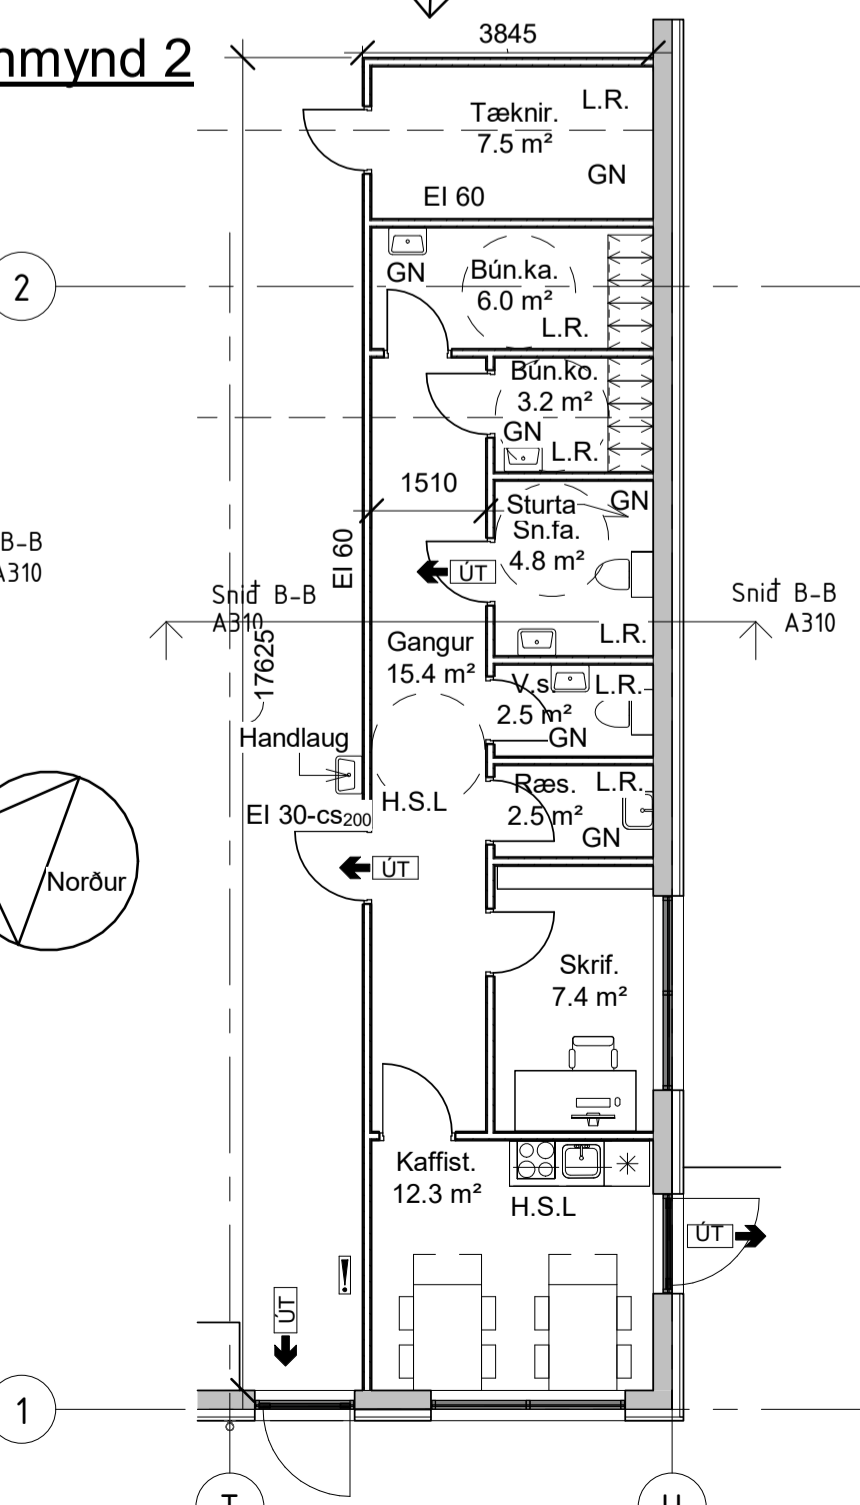 nmynd 2
3845
Tæknir.
7.5 m²
L.R.
GN
EI 60
2
GN
Bún.ka.
6.0 m²
L.R.
Bún.ko.
3.2 m²
GN
L.R.
1510
EI 60
Sturta
GN
Sn.fa.
4.8 m²
ÚT
L.R.
B-B
A310
Snið B-B
A310
Snið B-B
A310
17625
Gangur
15.4 m²
V.s.
2.5 m²
L.R.
GN
Handlaug
H.S.L
EI 30-cs200
Ræs.
2.5 m²
L.R.
GN
ÚT
Norður
Skrif.
7.4 m²
Kaffist.
12.3 m²
H.S.L
ÚT
!
ÚT
1